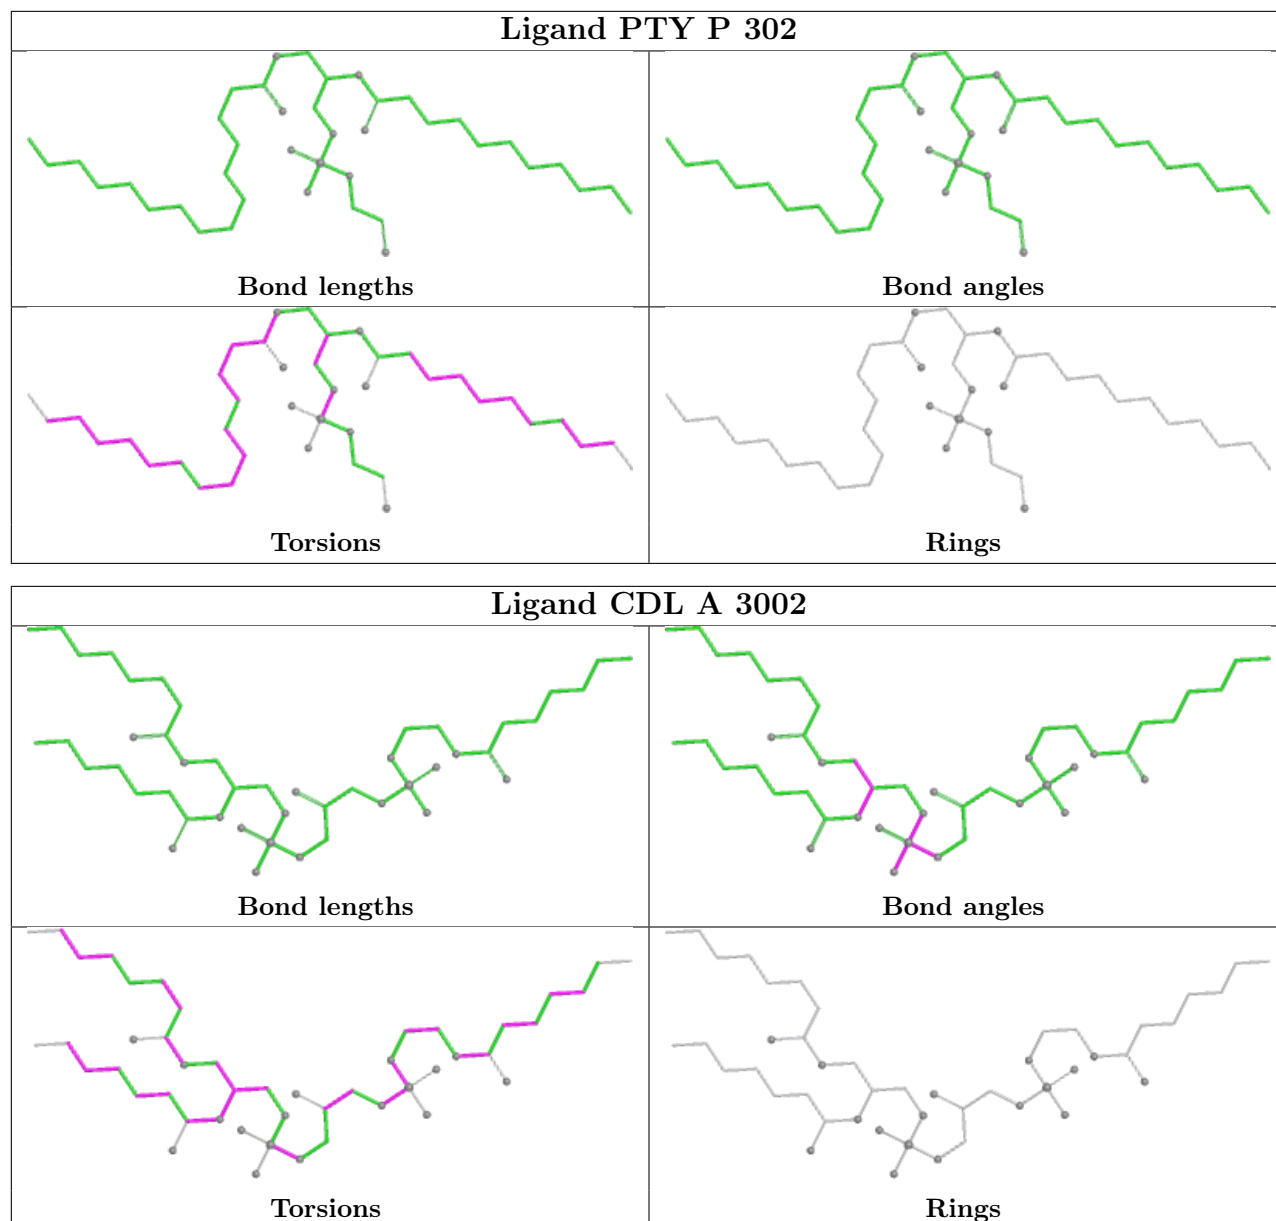 Ligand PTY P 302
Bond lengths
Bond angles
Torsions
Rings
Ligand CDL A 3002
Bond lengths
Bond angles
Torsions
Rings